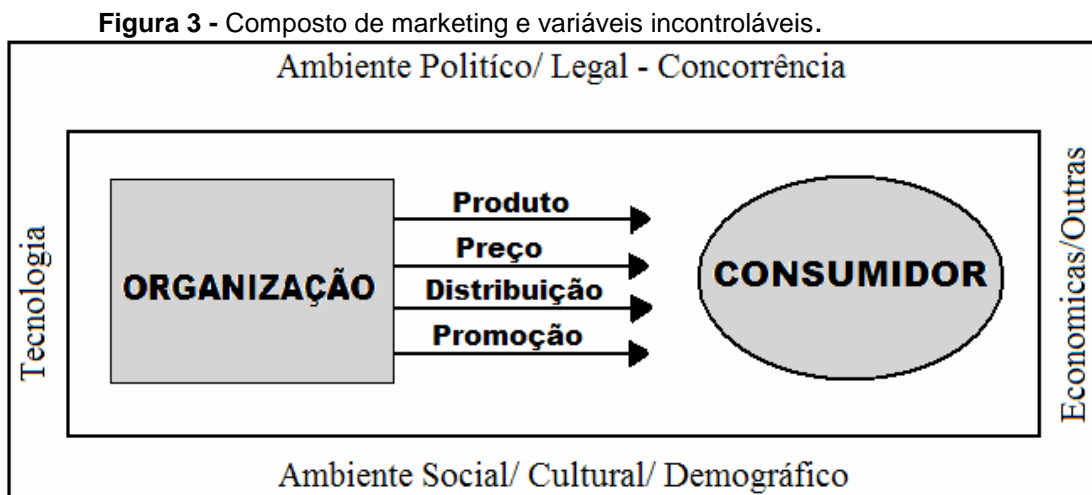 Figura 3 - Composto de marketing e variáveis incontroláveis.
Ambiente Politíco/ Legal - Concorrência
Tecnologia
ORGANIZAÇÃO
Produto
Preço
Distribuição
Promoção
CONSUMIDOR
Economicas/Outras
Ambiente Social/ Cultural/ Demográfico